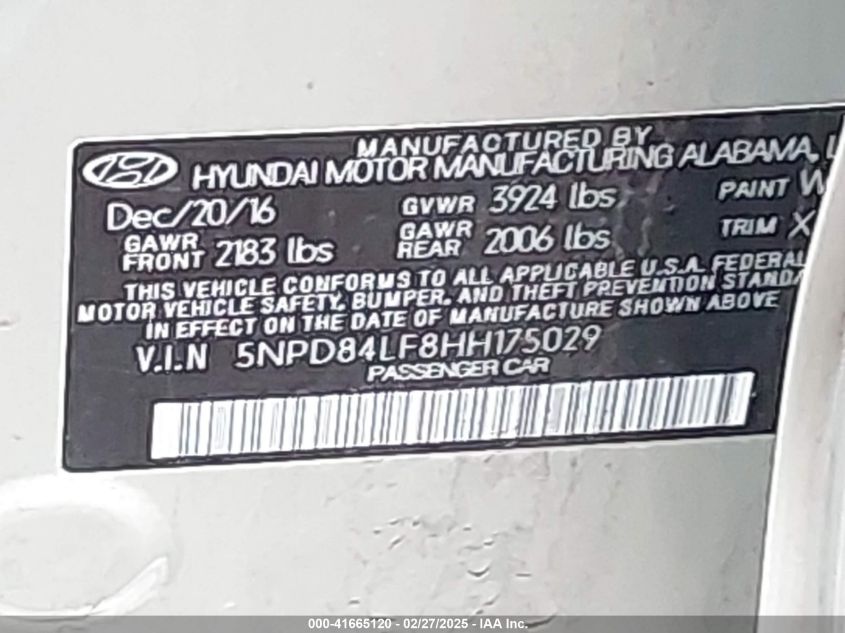 MANUFACTURED BY
HYUNDAI MOTOR MANUFACTURING ALABAMA,
Dec/20/16 GVWR 3924 lbs PAINT W
GAWR FRONT 2183 lbs GAWR REAR 2006 lbs TRIM X
THIS VEHICLE CONFORMS TO ALL APPLICABLE U.S.A. FEDERAL
MOTOR VEHICLE SAFETY, BUMPER, AND THEFT PREVENTION STANDA
IN EFFECT ON THE DATE OF MANUFACTURE SHOWN ABOVE
V.I.N 5NPD84LF8HH175029
PASSENGER CAR
000-41665120 - 02/27/2025 - IAA Inc.